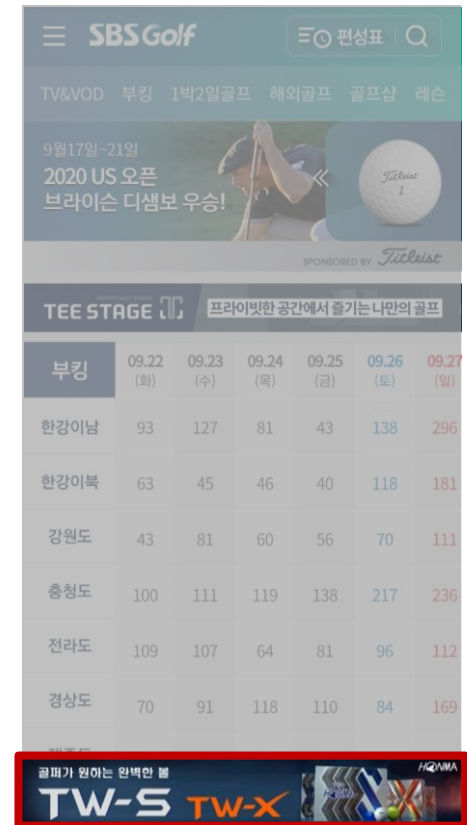 SBS Golf 편성표
TV&VOD 부킹 1박2일골프 해외골프 골프샵 레슨
9월17일~21일
2020 US 오픈
브라이슨 디섐보 우승!
Titleist
1
SPONSORED BY Titleist
TEE STAGE 프라이빗한 공간에서 즐기는 나만의 골프
부킹 09.22 09.23 09.24 09.25 09.26 09.27
(화) (수) (목) (금) (토) (일)
한강이남 93 127 81 43 138 296
한강이북 63 45 46 40 118 181
강원도 43 81 60 56 70 111
충청도 100 111 119 138 217 236
전라도 109 107 64 81 96 112
경상도 70 91 118 110 84 169
골퍼가 원하는 완벽한 볼 HONMA
TW-S TW-X